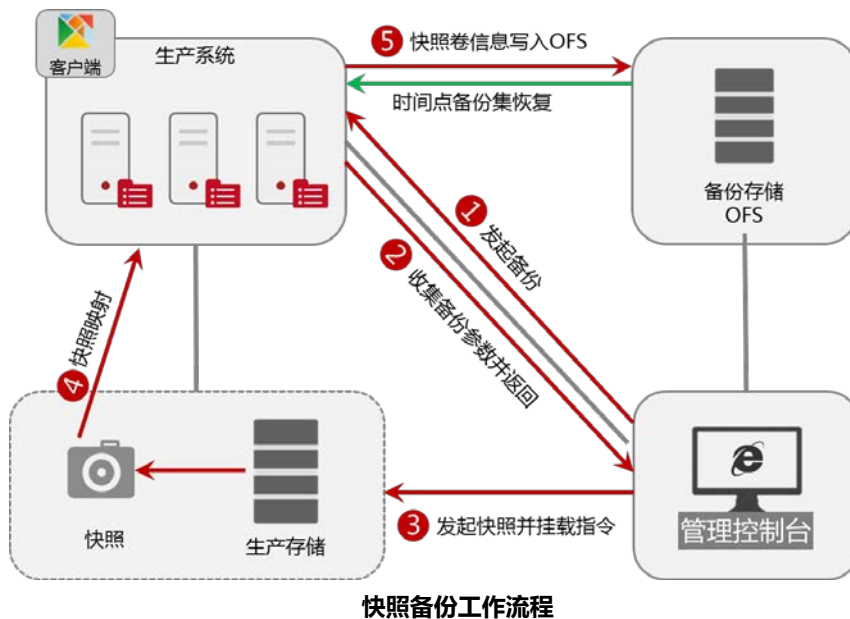 客户端
生产系统
5 快照卷信息写入OFS
时间点备份集恢复
备份存储
OFS
1 发起备份
2 收集备份参数并返回
4 快照映射
快照
生产存储
3 发起快照并挂载指令
管理控制台
快照备份工作流程